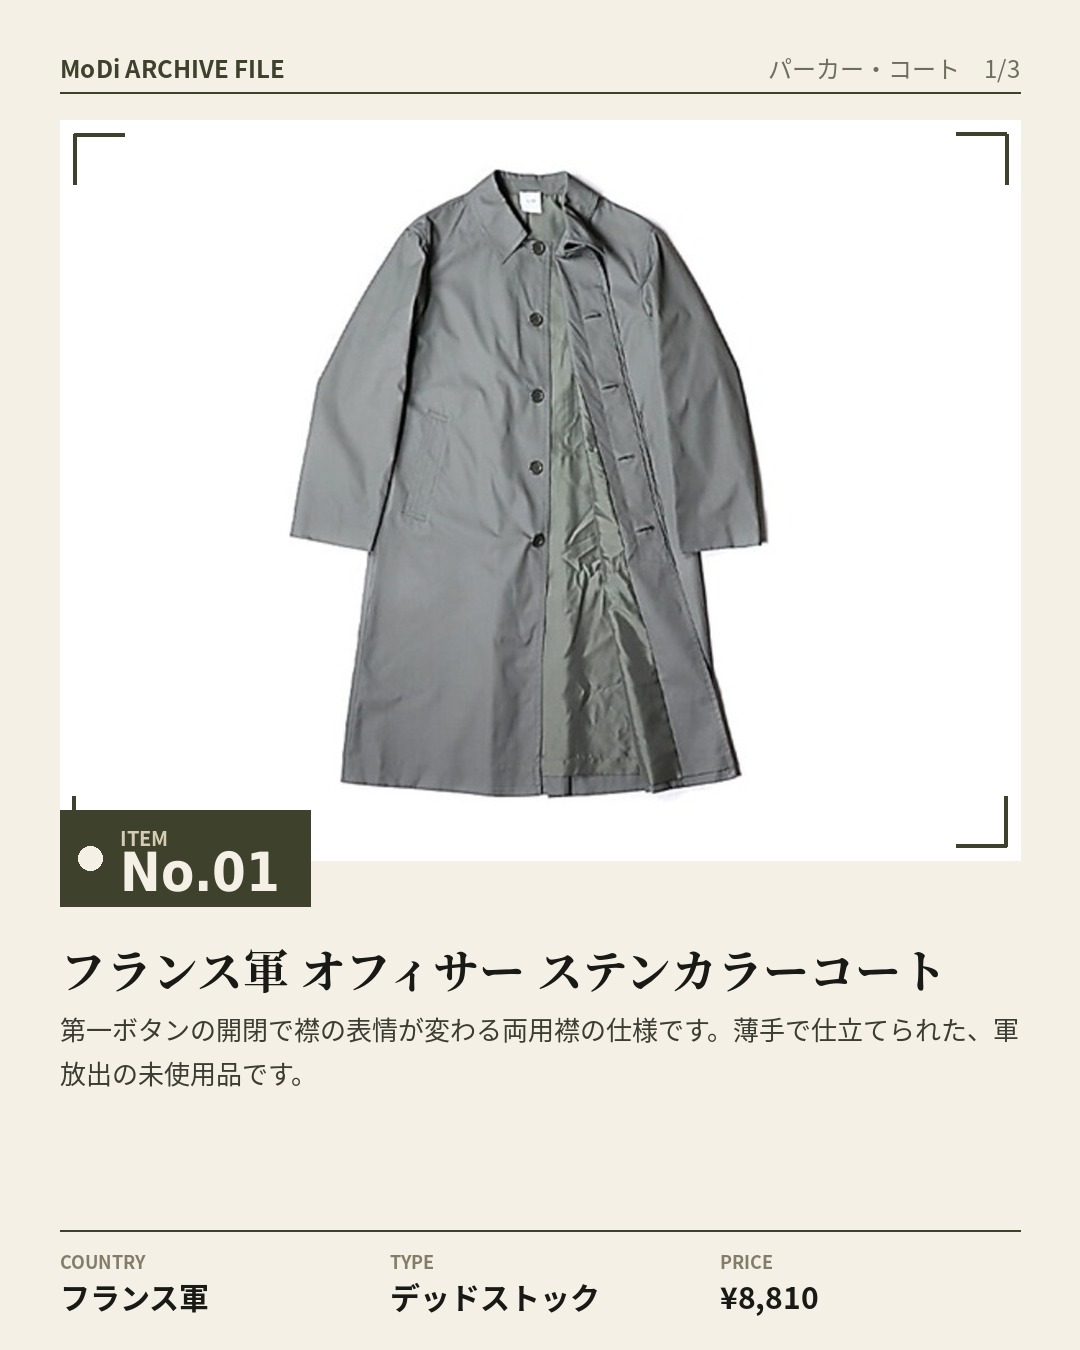 MoDi ARCHIVE FILE
パーカー・コート 1/3
ITEM
No.01
フランス軍 オフィサー ステンカラーコート
第一ボタンの開閉で襟の表情が変わる両用襟の仕様です。薄手で仕立てられた、軍
放出の未使用品です。
COUNTRY
TYPE
PRICE
フランス軍
デッドストック
¥8,810